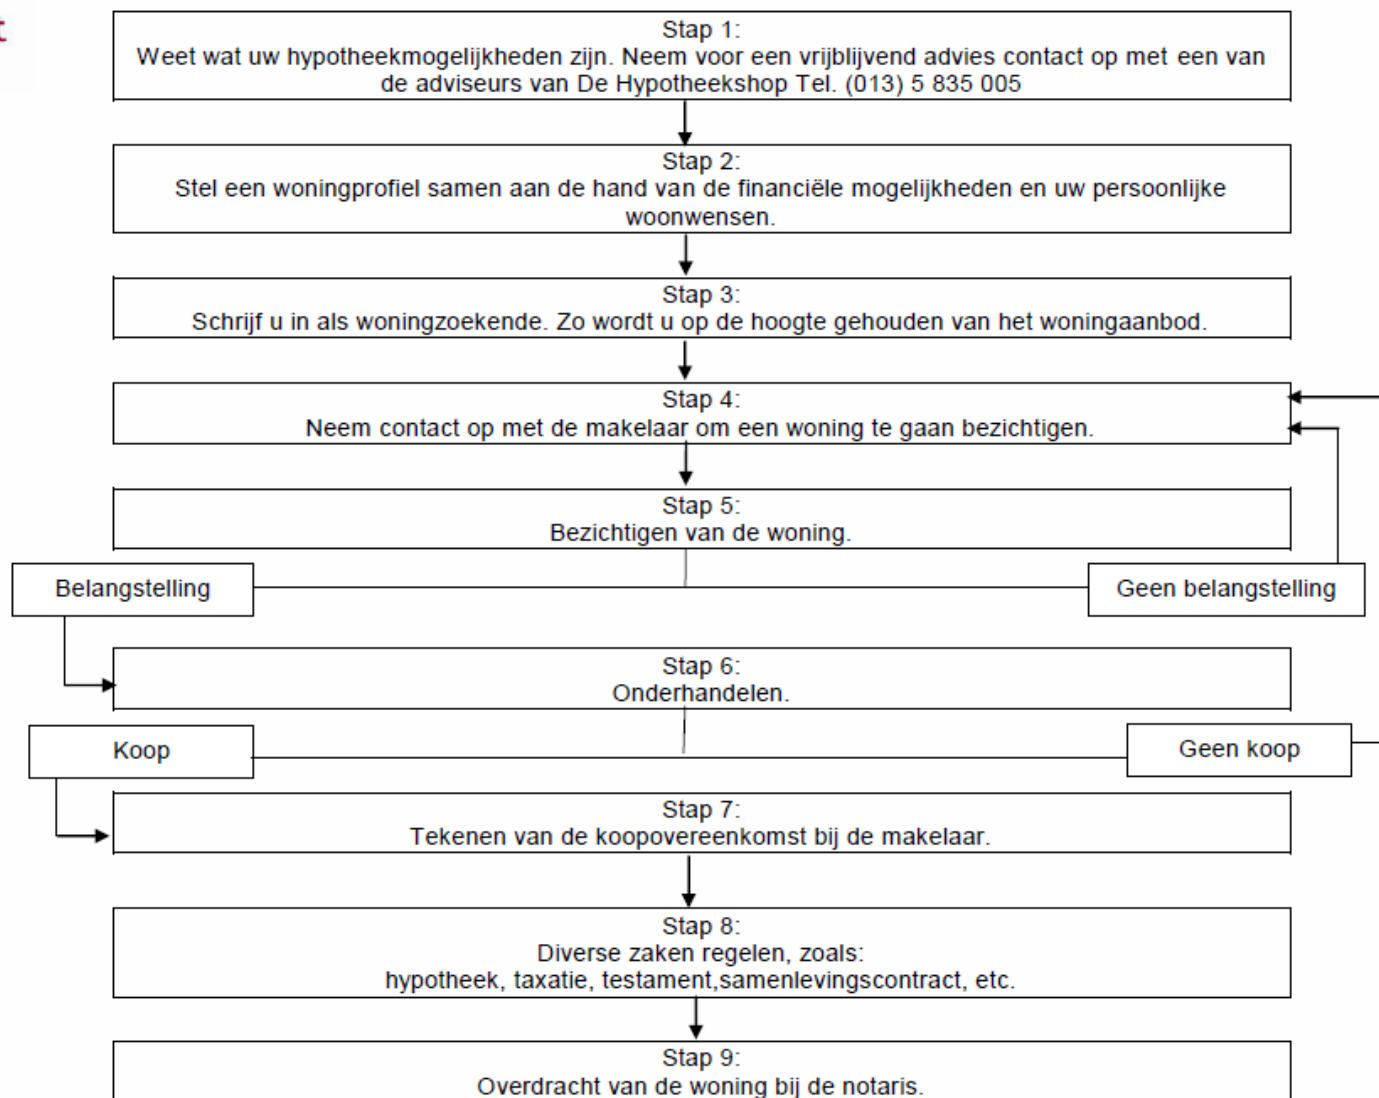 t
Stap 1:
Weet wat uw hypotheekmogelijkheden zijn. Neem voor een vrijblijvend advies contact op met een van
de adviseurs van De Hypotheekshop Tel. (013) 5 835 005
Stap 2:
Stel een woningprofiel samen aan de hand van de financiële mogelijkheden en uw persoonlijke
woonwensen.
Stap 3:
Schrijf u in als woningzoekende. Zo wordt u op de hoogte gehouden van het woningaanbod.
Stap 4:
Neem contact op met de makelaar om een woning te gaan bezichtigen.
Stap 5:
Bezichtigen van de woning.
Belangstelling
Geen belangstelling
Stap 6:
Onderhandelen.
Koop
Geen koop
Stap 7:
Tekenen van de koopovereenkomst bij de makelaar.
Stap 8:
Diverse zaken regelen, zoals:
hypotheek, taxatie, testament,samenlevingscontract, etc.
Stap 9:
Overdracht van de woning bij de notaris.